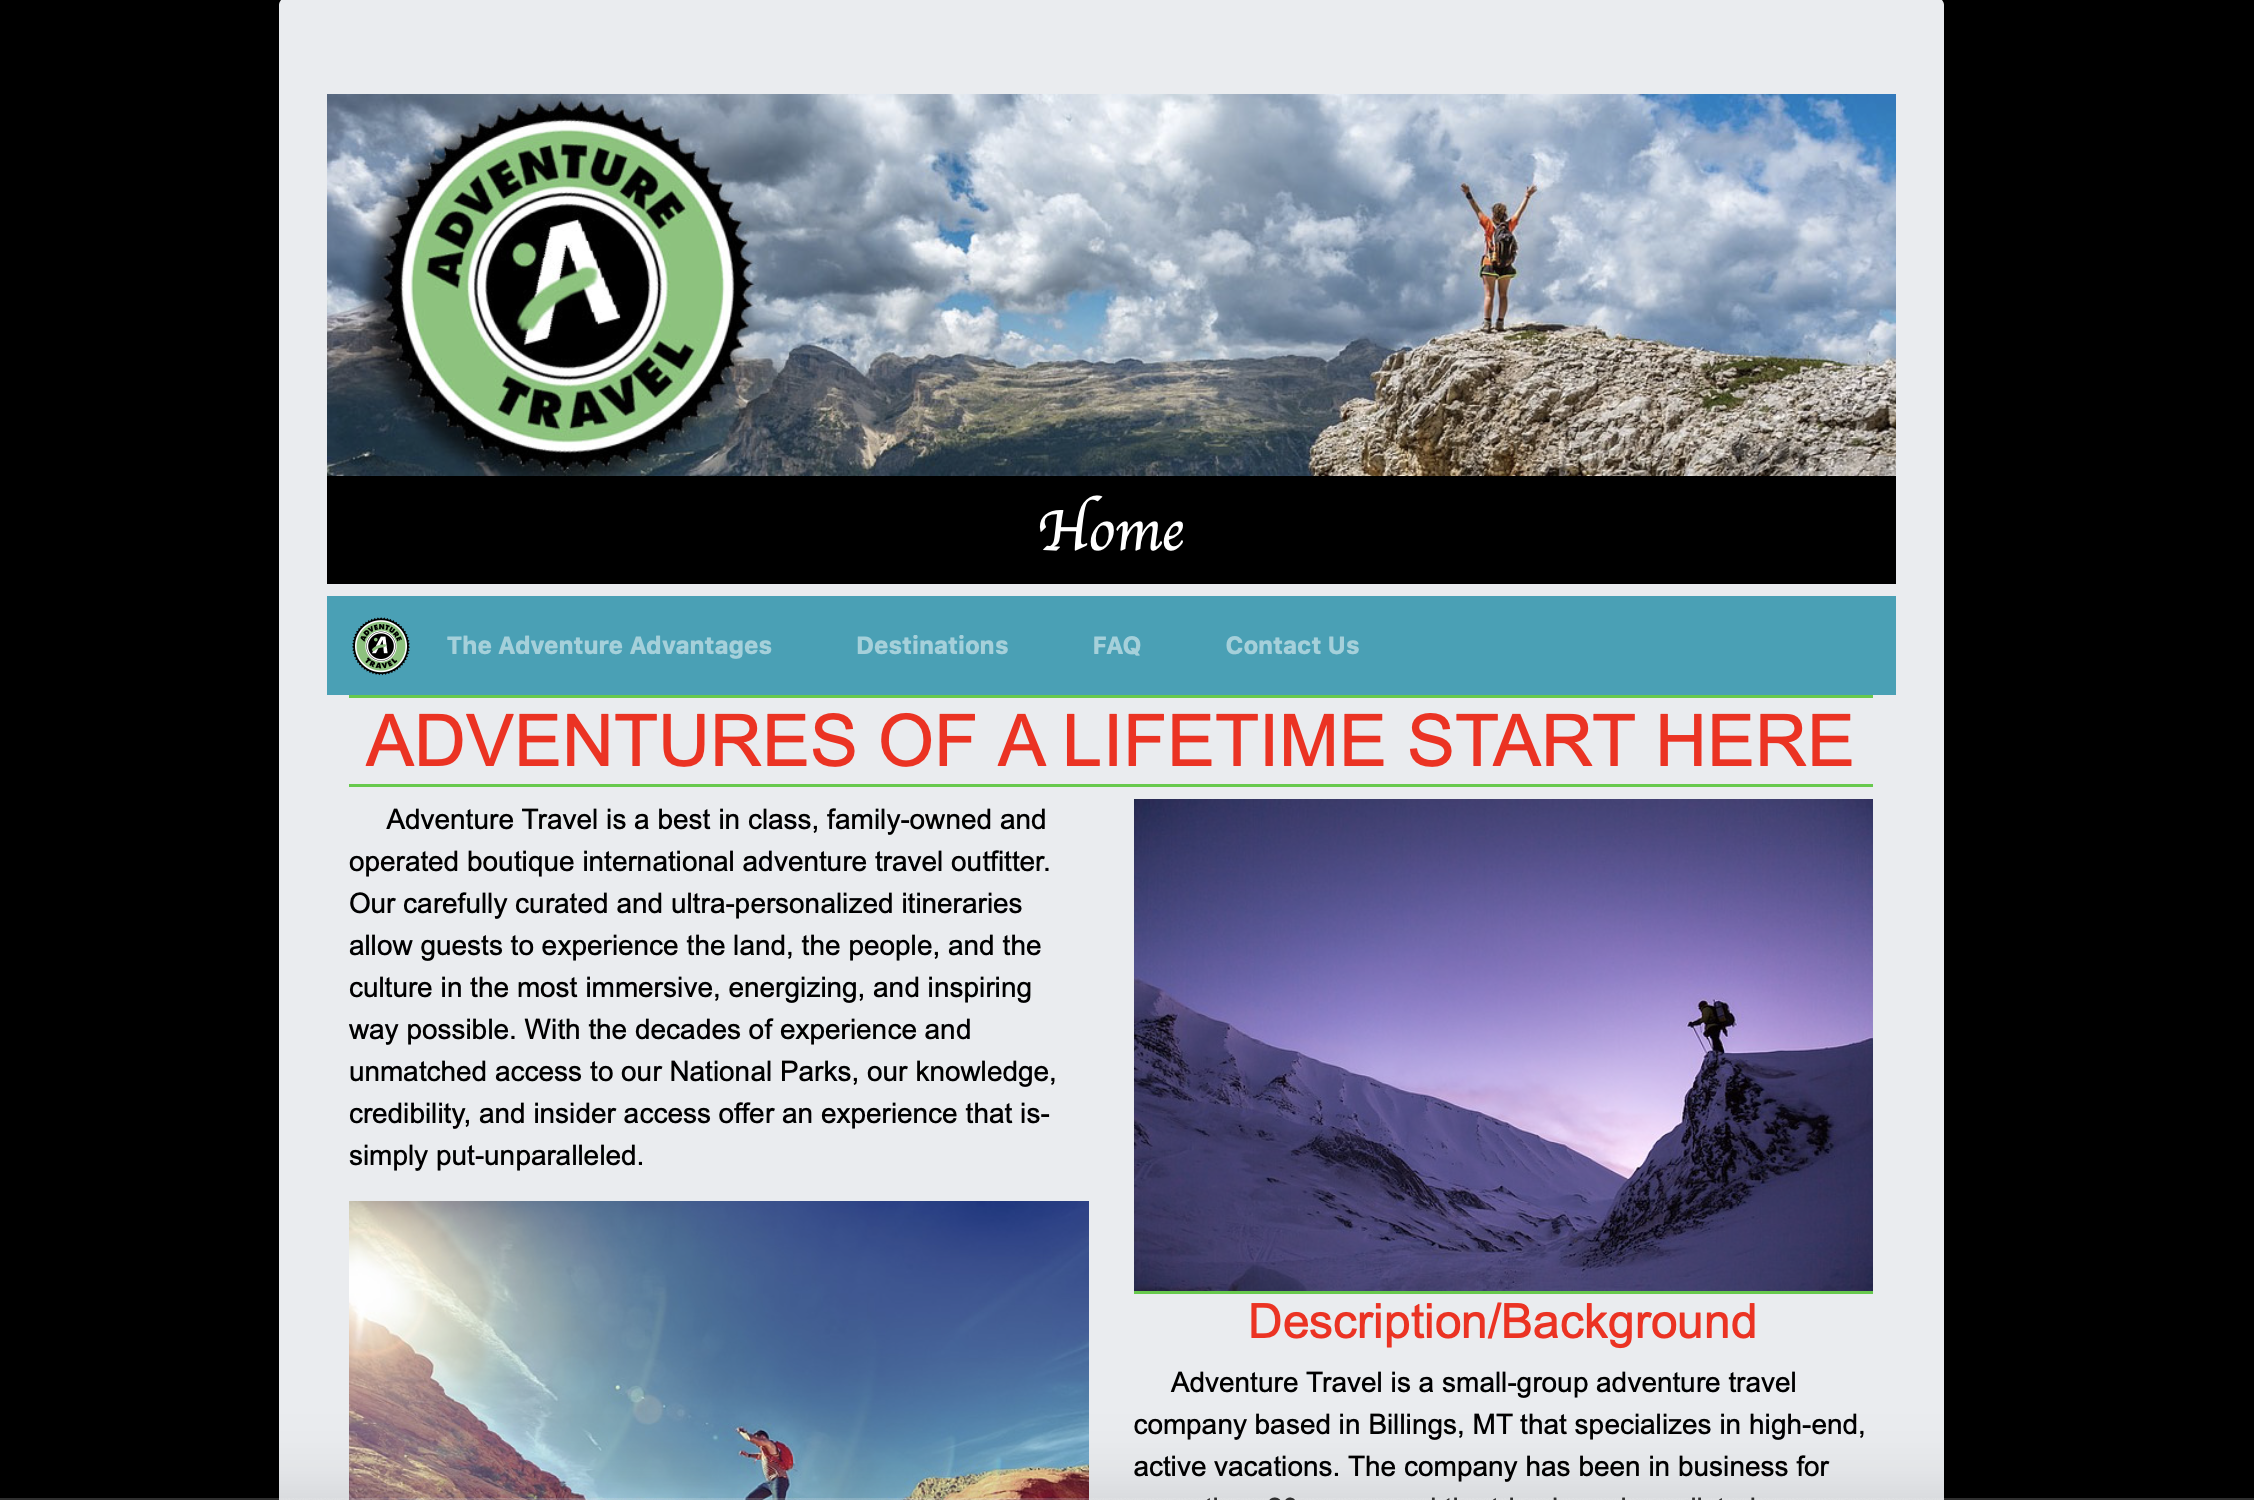 ADVENTURE
A
TRAVEL
Home
ADVENTURE
A
TRAVEL
The Adventure Advantages
Destinations
FAQ
Contact Us
ADVENTURES OF A LIFETIME START HERE
Adventure Travel is a best in class, family-owned and
operated boutique international adventure travel outfitter.
Our carefully curated and ultra-personalized itineraries
allow guests to experience the land, the people, and the
culture in the most immersive, energizing, and inspiring
way possible. With the decades of experience and
unmatched access to our National Parks, our knowledge,
credibility, and insider access offer an experience that is-
simply put-unparalleled.
Description/Background
Adventure Travel is a small-group adventure travel
company based in Billings, MT that specializes in high-end,
active vacations. The company has been in business for